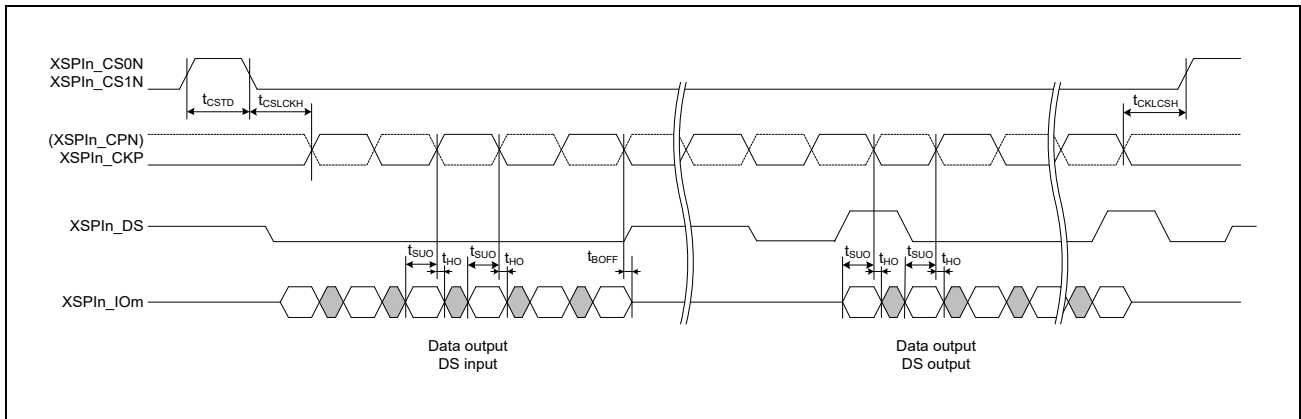 XSPIn_CS0N
XSPIn_CS1N
tCSTD
tCSLCKH
tCKLCSH
(XSPIn_CPN)
XSPIn_CKP
XSPIn_DS
tSUO
tHO
tSUO
tHO
tBOFF
tSUO
tHO
tSUO
tHO
XSPIn_IOm
Data output
DS input
Data output
DS output